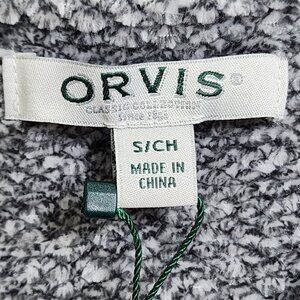 ORVIS®
CLASSIC COLLECTION
SINCE 1856
S/CH
MADE IN
CHINA